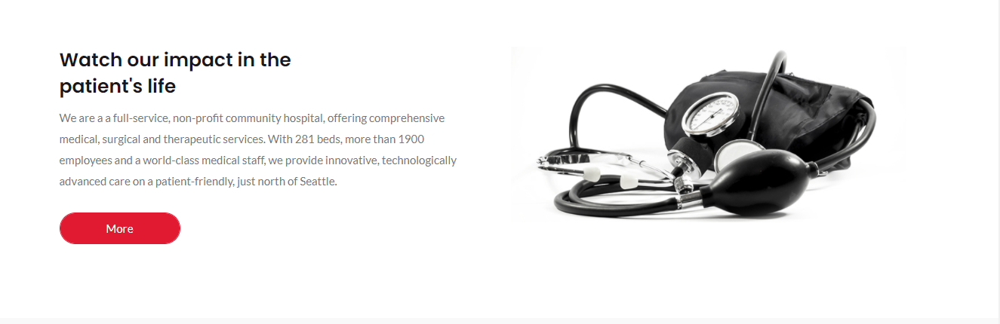 Watch our impact in the
patient's life
We are a a full-service, non-profit community hospital, offering comprehensive
medical, surgical and therapeutic services. With 281 beds, more than 1900
employees and a world-class medical staff, we provide innovative, technologically
advanced care on a patient-friendly, just north of Seattle.
More